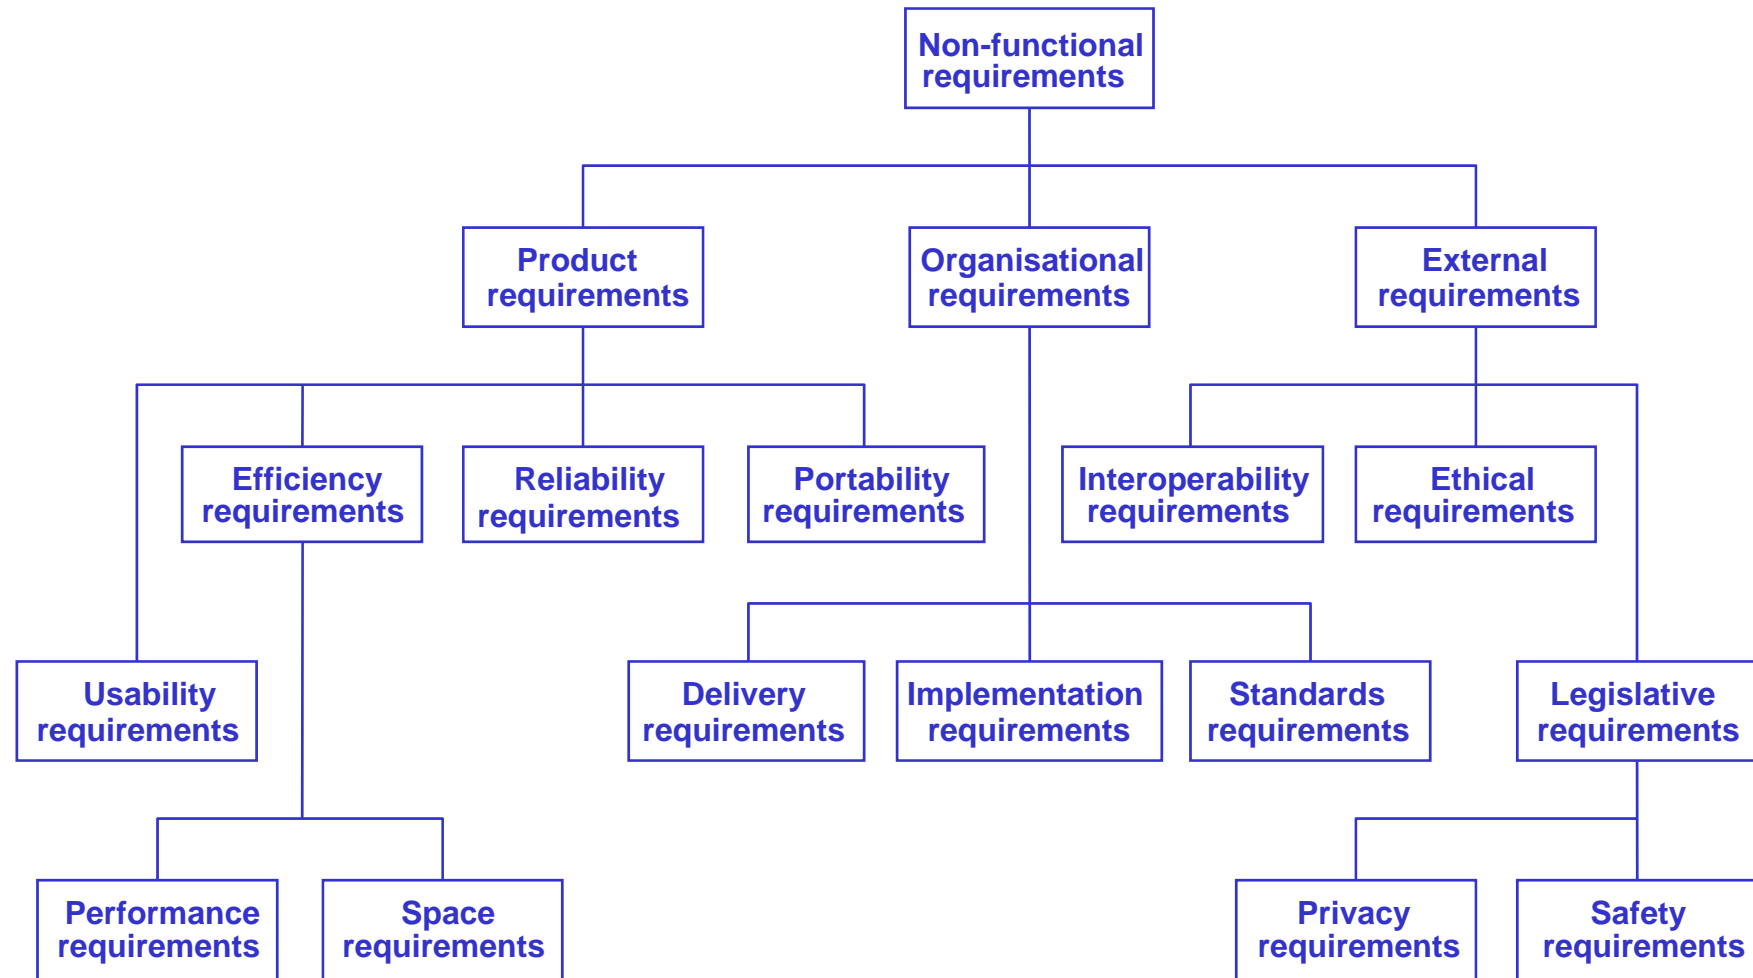 Non-functional
requirements
Product
requirements
Organisational
requirements
External
requirements
Efficiency
requirements
Reliability
requirements
Portability
requirements
Interoperability
requirements
Ethical
requirements
Usability
requirements
Delivery
requirements
Implementation
requirements
Standards
requirements
Legislative
requirements
Performance
requirements
Space
requirements
Privacy
requirements
Safety
requirements